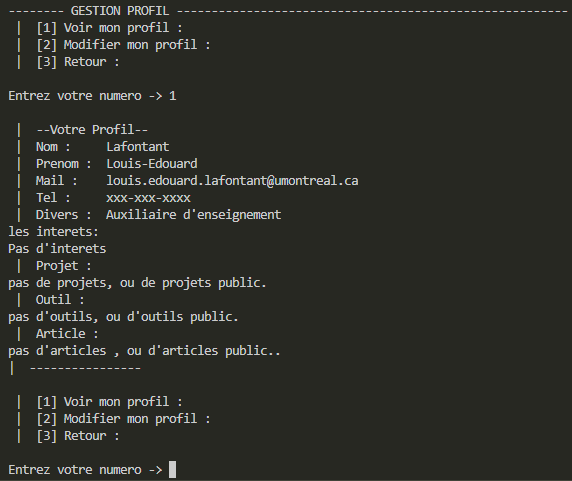 -------- GESTION PROFIL --------------------------------------------------------
| [1] Voir mon profil :
| [2] Modifier mon profil :
| [3] Retour :
Entrez votre numero -> 1
| --Votre Profil--
| Nom :     Lafontant
| Prenom :  Louis-Edouard
| Mail :    louis.edouard.lafontant@umontreal.ca
| Tel :     xxx-xxx-xxxx
| Divers :  Auxiliaire d'enseignement
les interets:
Pas d'interets
| Projet :
pas de projets, ou de projets public.
| Outil :
pas d'outils, ou d'outils public.
| Article :
pas d'articles , ou d'articles public..
| ----------------
| [1] Voir mon profil :
| [2] Modifier mon profil :
| [3] Retour :
Entrez votre numero ->